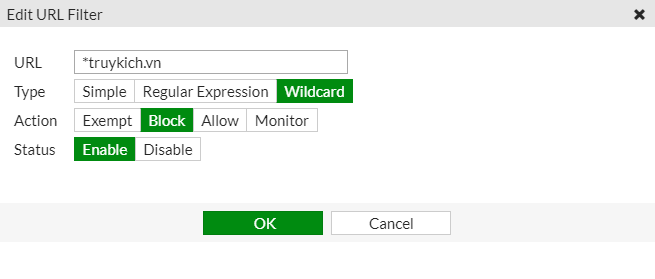 Edit URL Filter ✖
URL *truykich.vn
Type Simple Regular Expression Wildcard
Action Exempt Block Allow Monitor
Status Enable Disable
OK Cancel